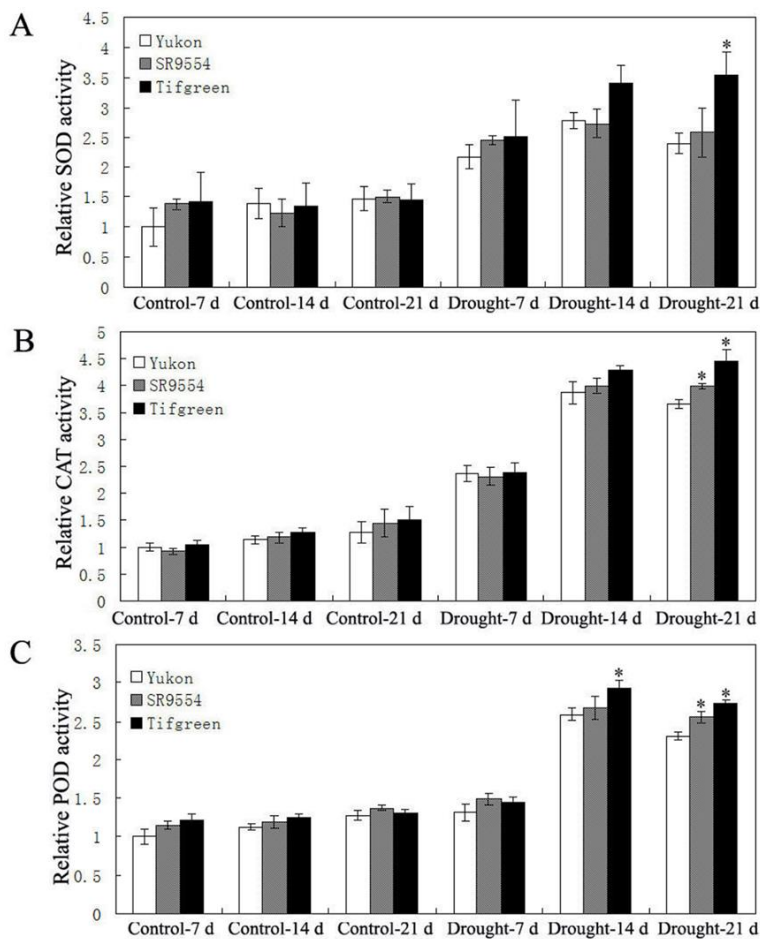 A
Relative SOD activity
4.5
4
3.5
3
2.5
2
1.5
1
0.5
0
Yukon
SR9554
Tifgreen
*
Control-7 d Control-14 d Control-21 d Drought-7 d Drought-14 d Drought-21 d
B
Relative CAT activity
5
4.5
4
3.5
3
2.5
2
1.5
1
0.5
0
Yukon
SR9554
Tifgreen
* *
Control-7 d Control-14 d Control-21 d Drought-7 d Drought-14 d Drought-21 d
C
Relative POD activity
3.5
3
2.5
2
1.5
1
0.5
0
Yukon
SR9554
Tifgreen
* * *
Control-7 d Control-14 d Control-21 d Drought-7 d Drought-14 d Drought-21 d